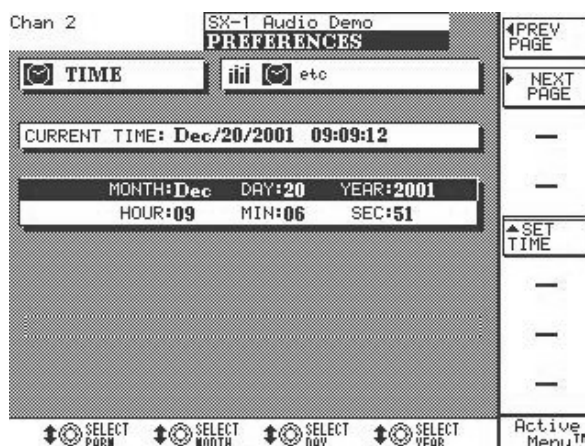 Chan 2
SX-1 Audio Demo
PREFERENCES
TIME
etc
CURRENT TIME: Dec/20/2001 09:09:12
MONTH:Dec DAY:20 YEAR:2001
HOUR:09 MIN:06 SEC:51
PREV
PAGE
NEXT
PAGE
SET
TIME
SELECT
PARM
SELECT
MONTH
SELECT
DAY
SELECT
YEAR
Active
Menu™